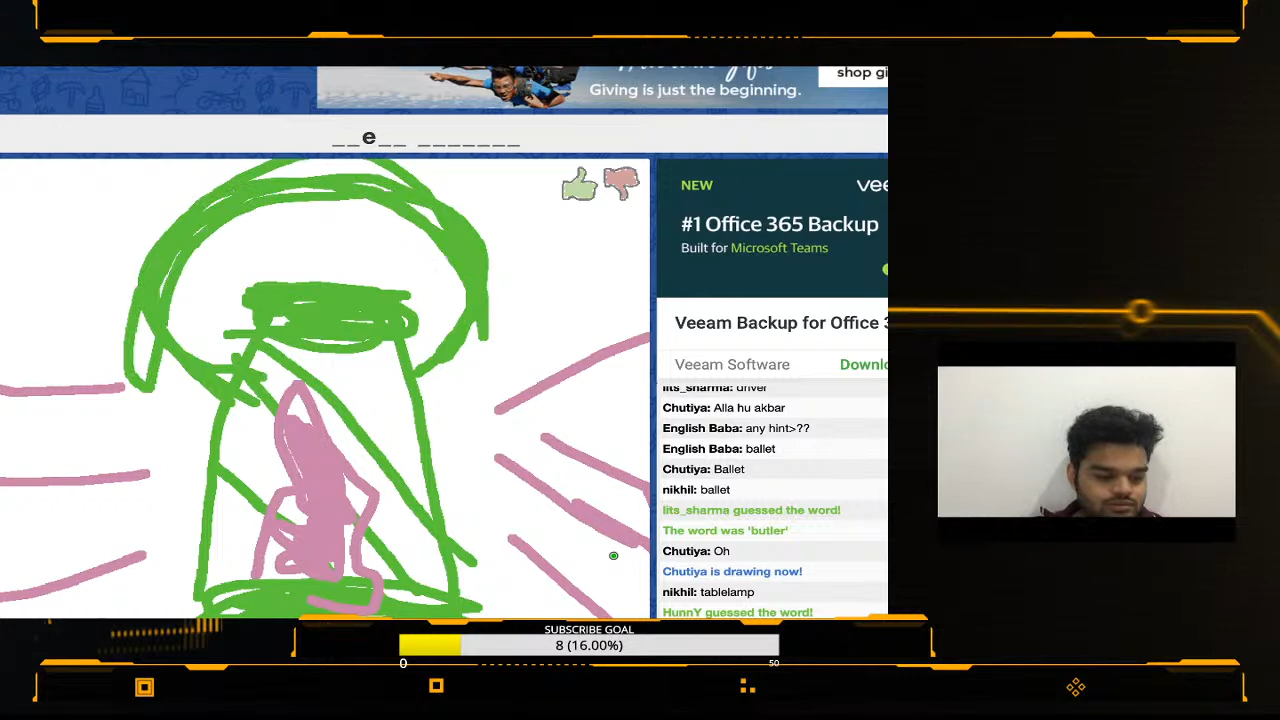 shop gi
Giving is just the beginning.
__e__ _______
NEW
vee
#1 Office 365 Backup
Built for Microsoft Teams
Veeam Backup for Office 3
Veeam Software
Downlo
lits_sharma: driver
Chutiya: Alla hu akbar
English Baba: any hint>??
English Baba: ballet
Chutiya: Ballet
nikhil: ballet
lits_sharma guessed the word!
The word was 'butler'
Chutiya: Oh
Chutiya is drawing now!
nikhil: tablelamp
HunnY guessed the word!
SUBSCRIBE GOAL
8 (16.00%)
0
50